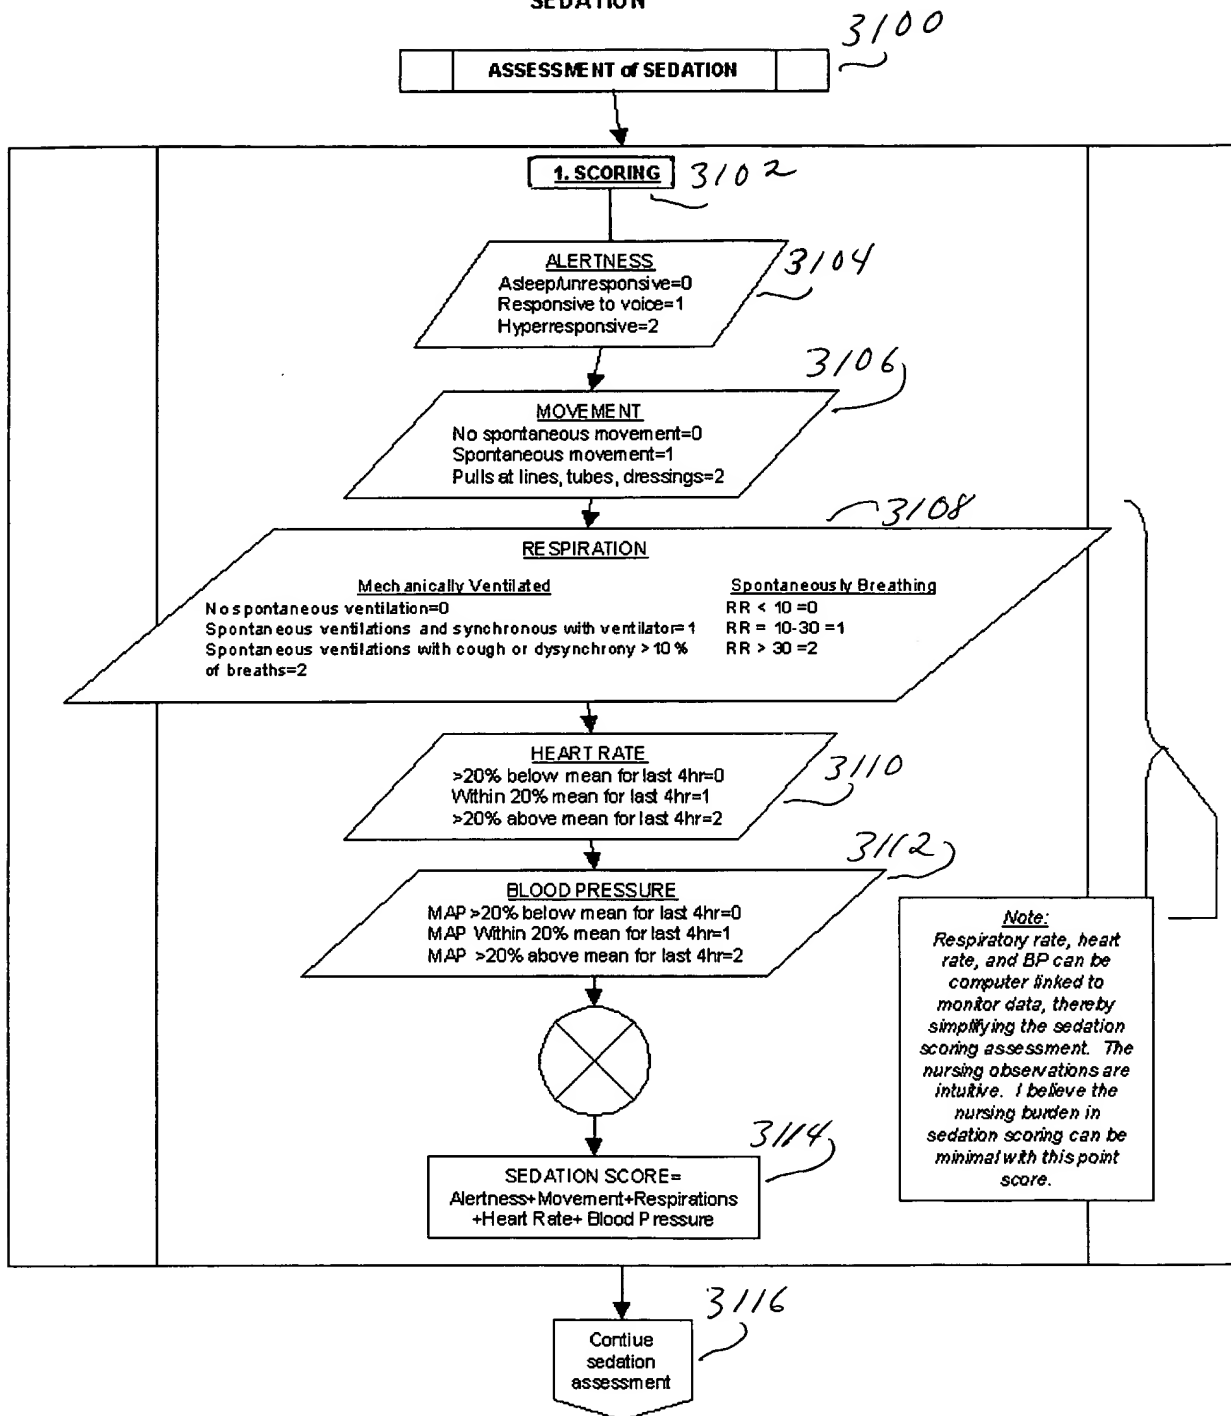 SEDATION
3100
ASSESSMENT of SEDATION
1. SCORING
3102
ALERTNESS
Asleep/unresponsive=0
Responsive to voice=1
Hyperresponsive=2
3104
3106
MOVEMENT
No spontaneous movement=0
Spontaneous movement=1
Pulls at lines, tubes, dressings=2
3108
RESPIRATION
Mechanically Ventilated
No spontaneous ventilation=0
Spontaneous ventilations and synchronous with ventilator=1
Spontaneous ventilations with cough or dysynchrony >10%
of breaths=2
Spontaneously Breathing
RR < 10 =0
RR = 10-30 =1
RR > 30 =2
HEART RATE
>20% below mean for last 4hr=0
Within 20% mean for last 4hr=1
>20% above mean for last 4hr=2
3110
3112
BLOOD PRESSURE
MAP >20% below mean for last 4hr=0
MAP Within 20% mean for last 4hr=1
MAP >20% above mean for last 4hr=2
Note:
Respiratory rate, heart
rate, and BP can be
computer linked to
monitor data, thereby
simplifying the sedation
scoring assessment. The
nursing observations are
intuitive. I believe the
nursing burden in
sedation scoring can be
minimal with this point
score.
3114
SEDATION SCORE=
Alertness+Movement+Respirations
+Heart Rate+ Blood Pressure
3116
Contiue
sedation
assessment